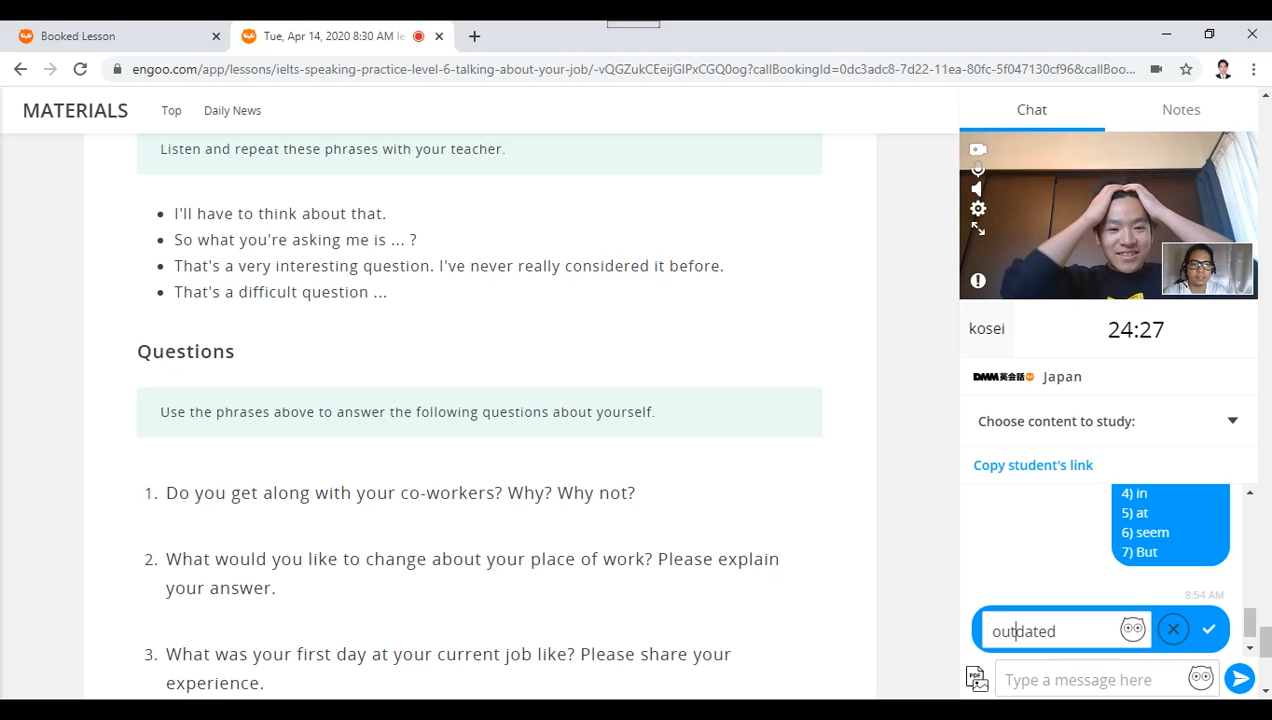 Booked Lesson
Tue, Apr 14, 2020 8:30 AM le
engoo.com/app/lessons/ielts-speaking-practice-level-6-talking-about-your-job/-vQGZukCEeijGlPxCGQ0og?callBookingId=0dc3adc8-7d22-11ea-80fc-5f047130cf96&callBoo...
MATERIALS
Top
Daily News
Chat
Notes
Listen and repeat these phrases with your teacher.
I'll have to think about that.
So what you're asking me is ... ?
That's a very interesting question. I've never really considered it before.
That's a difficult question ...
Questions
Use the phrases above to answer the following questions about yourself.
1. Do you get along with your co-workers? Why? Why not?
2. What would you like to change about your place of work? Please explain
your answer.
3. What was your first day at your current job like? Please share your
experience.
kosei
24:27
DMM英会話
Japan
Choose content to study:
Copy student's link
4) in
5) at
6) seem
7) But
8:54 AM
outdated
PDF
Type a message here